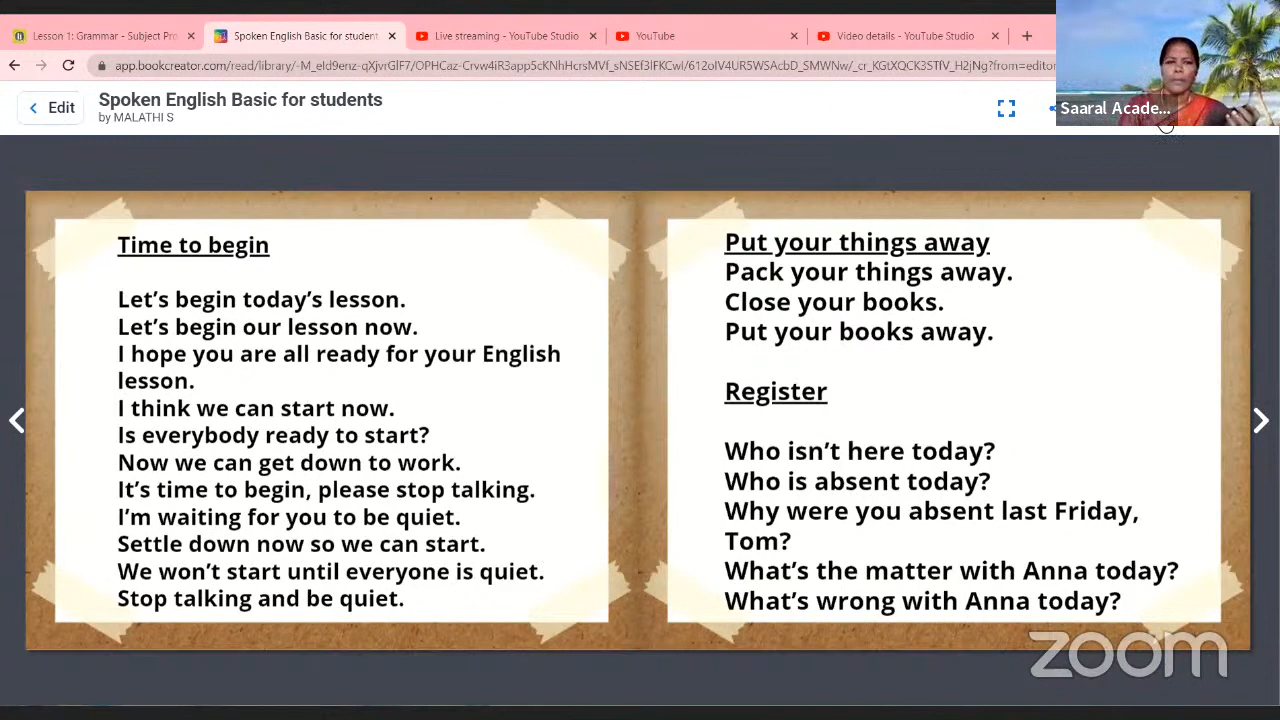 Lesson 1: Grammar - Subject Pro
Spoken English Basic for student
Live streaming - YouTube Studio
YouTube
Video details - YouTube Studio
Edit
Spoken English Basic for students
by MALATHI S
Saaral Acade...
Time to begin
Let's begin today's lesson.
Let's begin our lesson now.
I hope you are all ready for your English
lesson.
I think we can start now.
Is everybody ready to start?
Now we can get down to work.
It's time to begin, please stop talking.
I'm waiting for you to be quiet.
Settle down now so we can start.
We won't start until everyone is quiet.
Stop talking and be quiet.
Put your things away
Pack your things away.
Close your books.
Put your books away.
Register
Who isn't here today?
Who is absent today?
Why were you absent last Friday,
Tom?
What's the matter with Anna today?
What's wrong with Anna today?
zoom